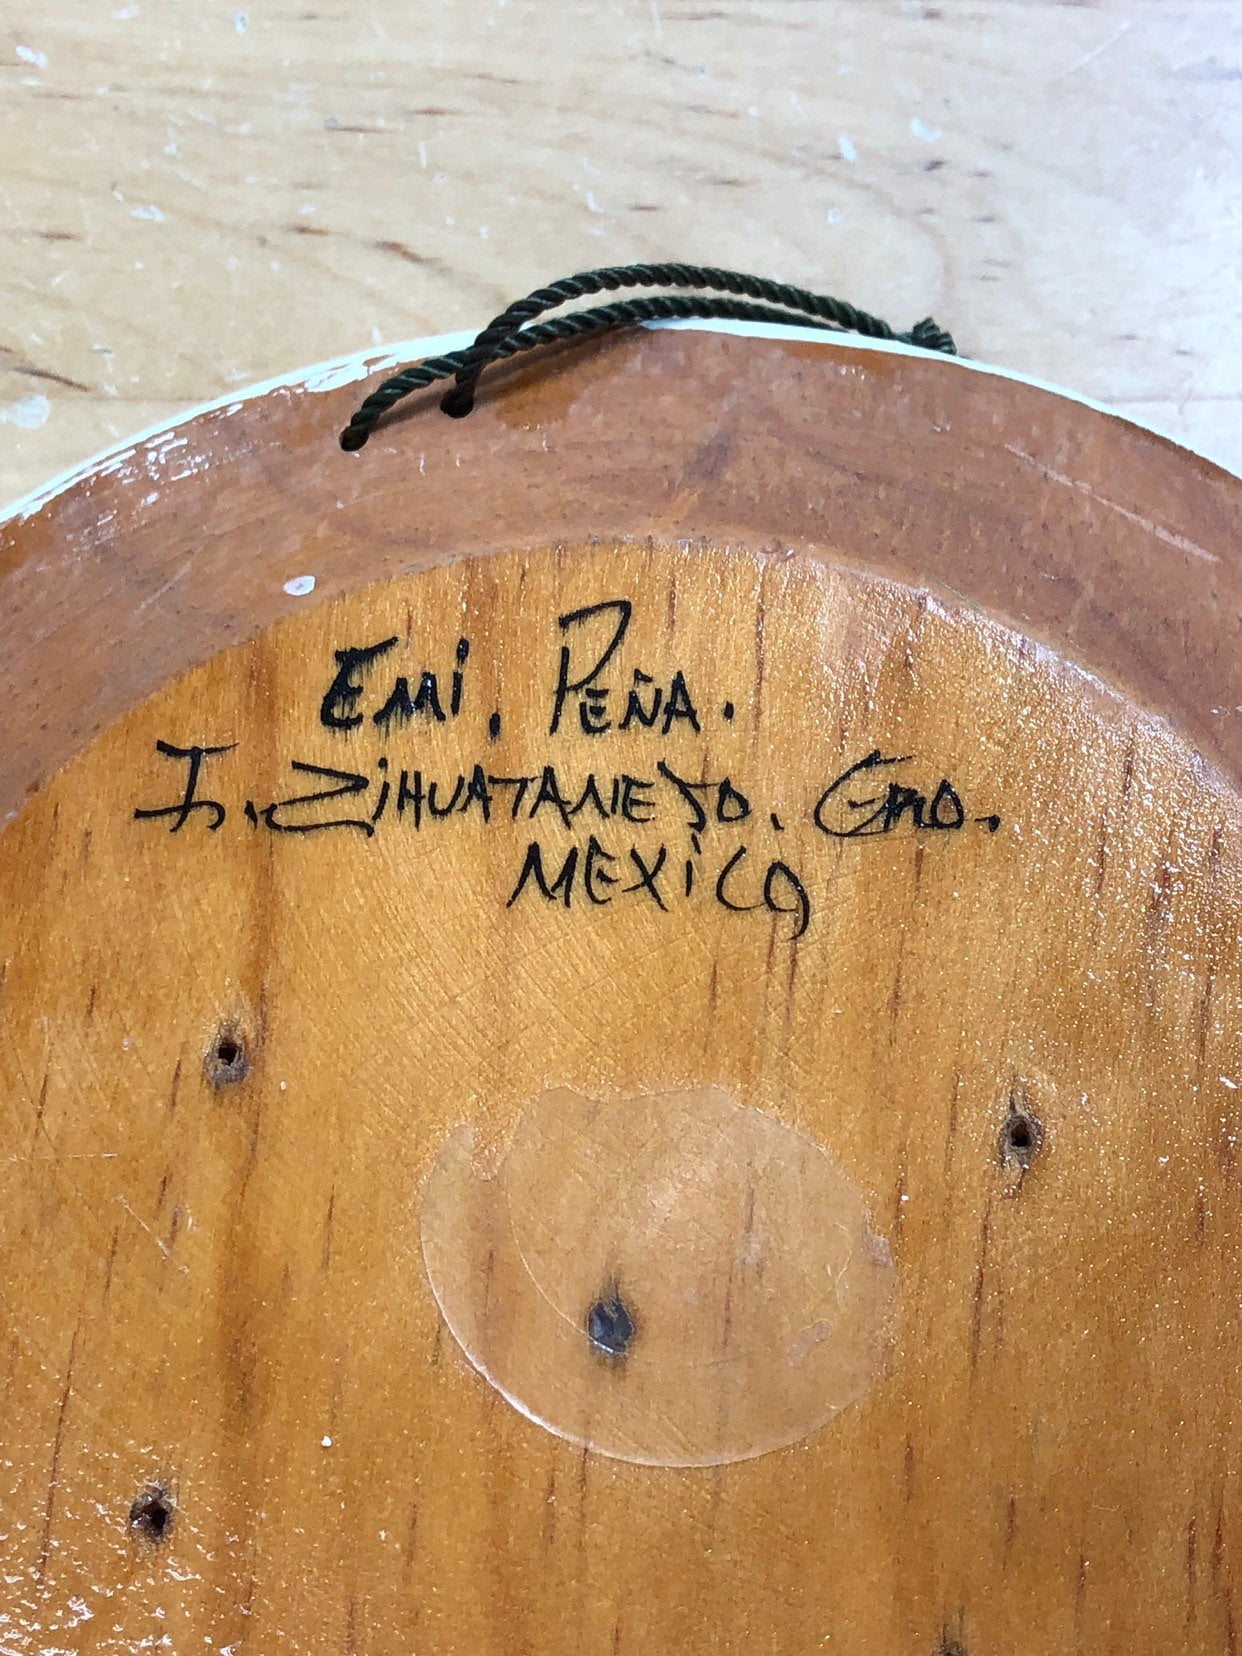 Emi. PEÑA.
I. ZiHUATANEJO. GRO.
MEXiCO